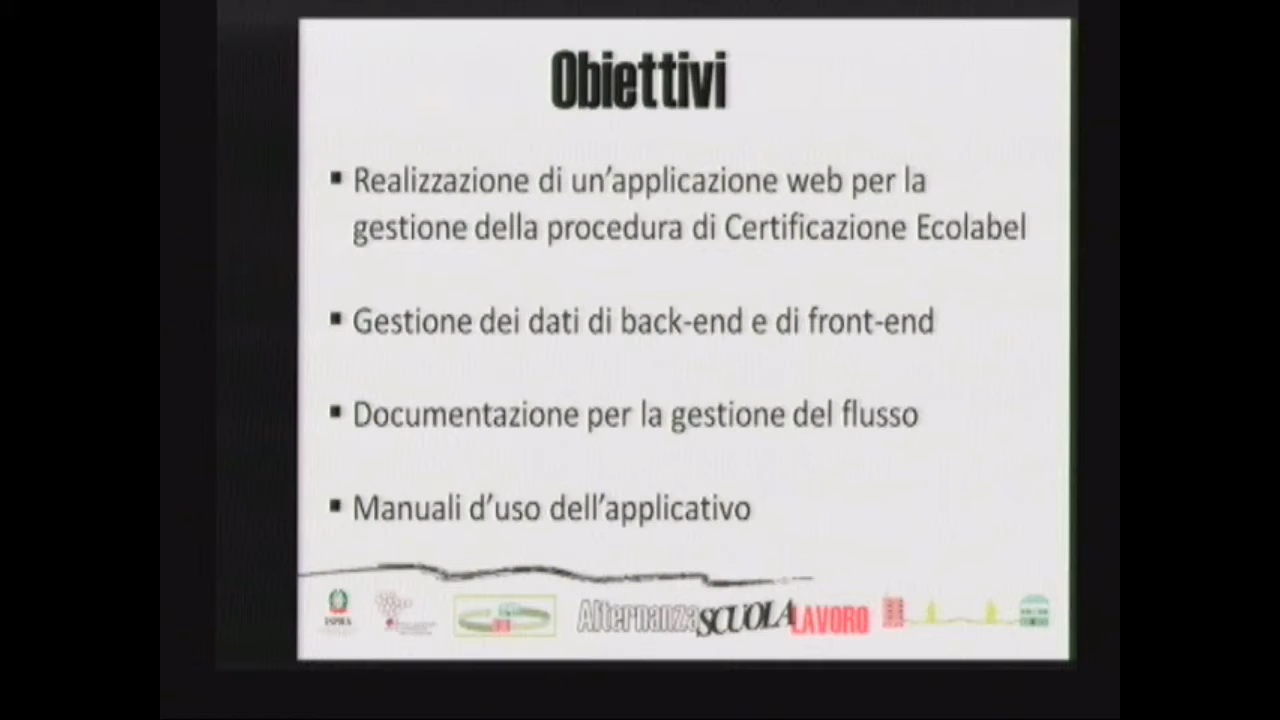 Obiettivi
▪ Realizzazione di un’applicazione web per la
gestione della procedura di Certificazione Ecolabel
▪ Gestione dei dati di back-end e di front-end
▪ Documentazione per la gestione del flusso
▪ Manuali d’uso dell’applicativo
ISPRA
AlternanzaSCUOLALAVORO